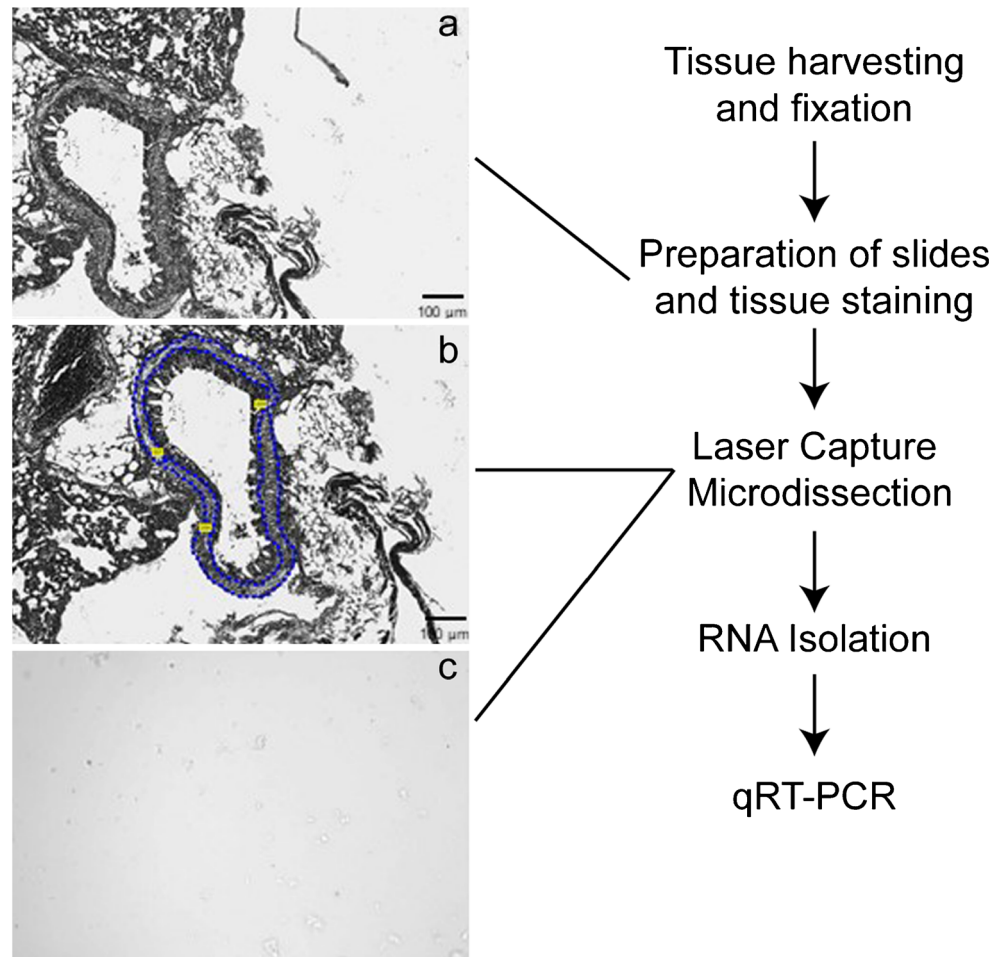 a
100 µm
b
100 µm
c
Tissue harvesting
and fixation
Preparation of slides
and tissue staining
Laser Capture
Microdissection
RNA Isolation
qRT-PCR